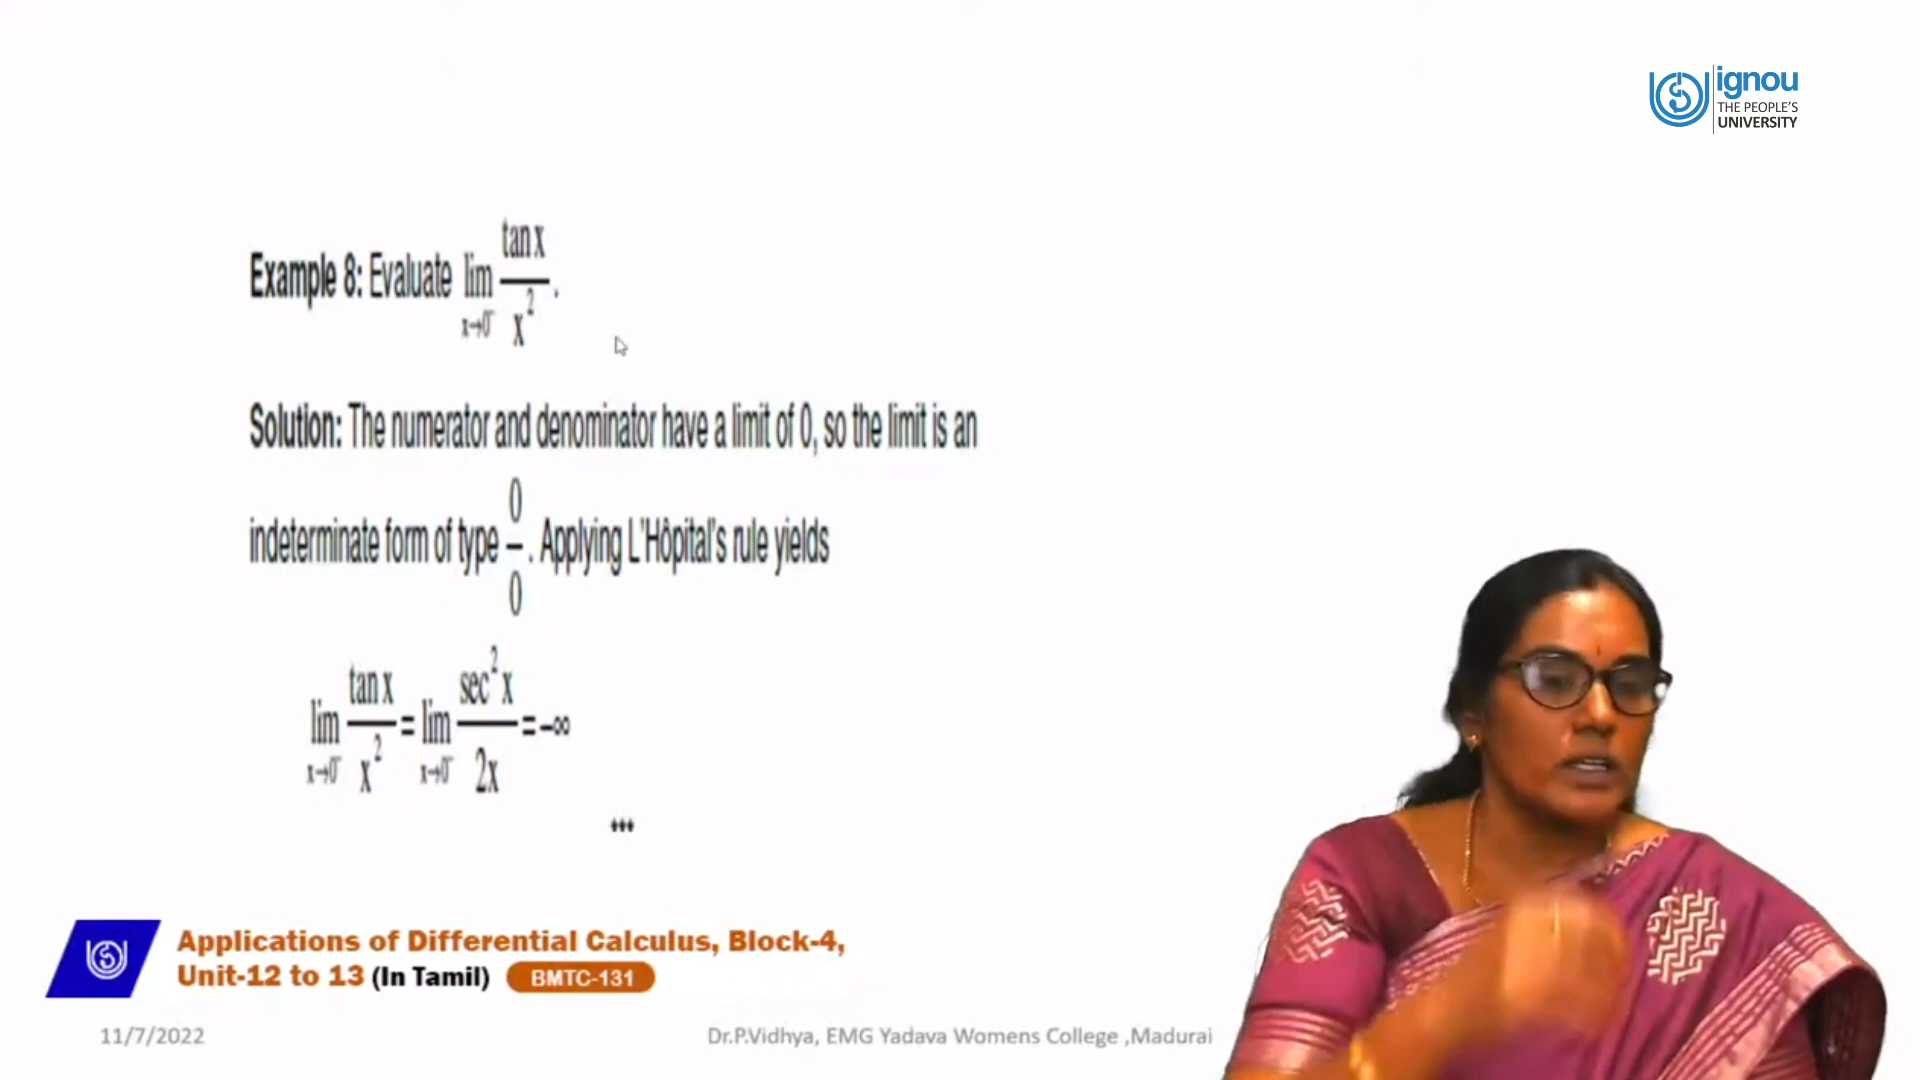 ignou
THE PEOPLE'S
UNIVERSITY
Example 8: Evaluate lim x→0⁻ tan x / x².
Solution: The numerator and denominator have a limit of 0, so the limit is an
indeterminate form of type 0/0. Applying L'Hôpital's rule yields
lim x→0⁻ tan x / x² = lim x→0⁻ sec² x / 2x = −∞
Applications of Differential Calculus, Block-4,
Unit-12 to 13 (In Tamil) BMTC-131
11/7/2022
Dr.P.Vidhya, EMG Yadava Womens College ,Madurai